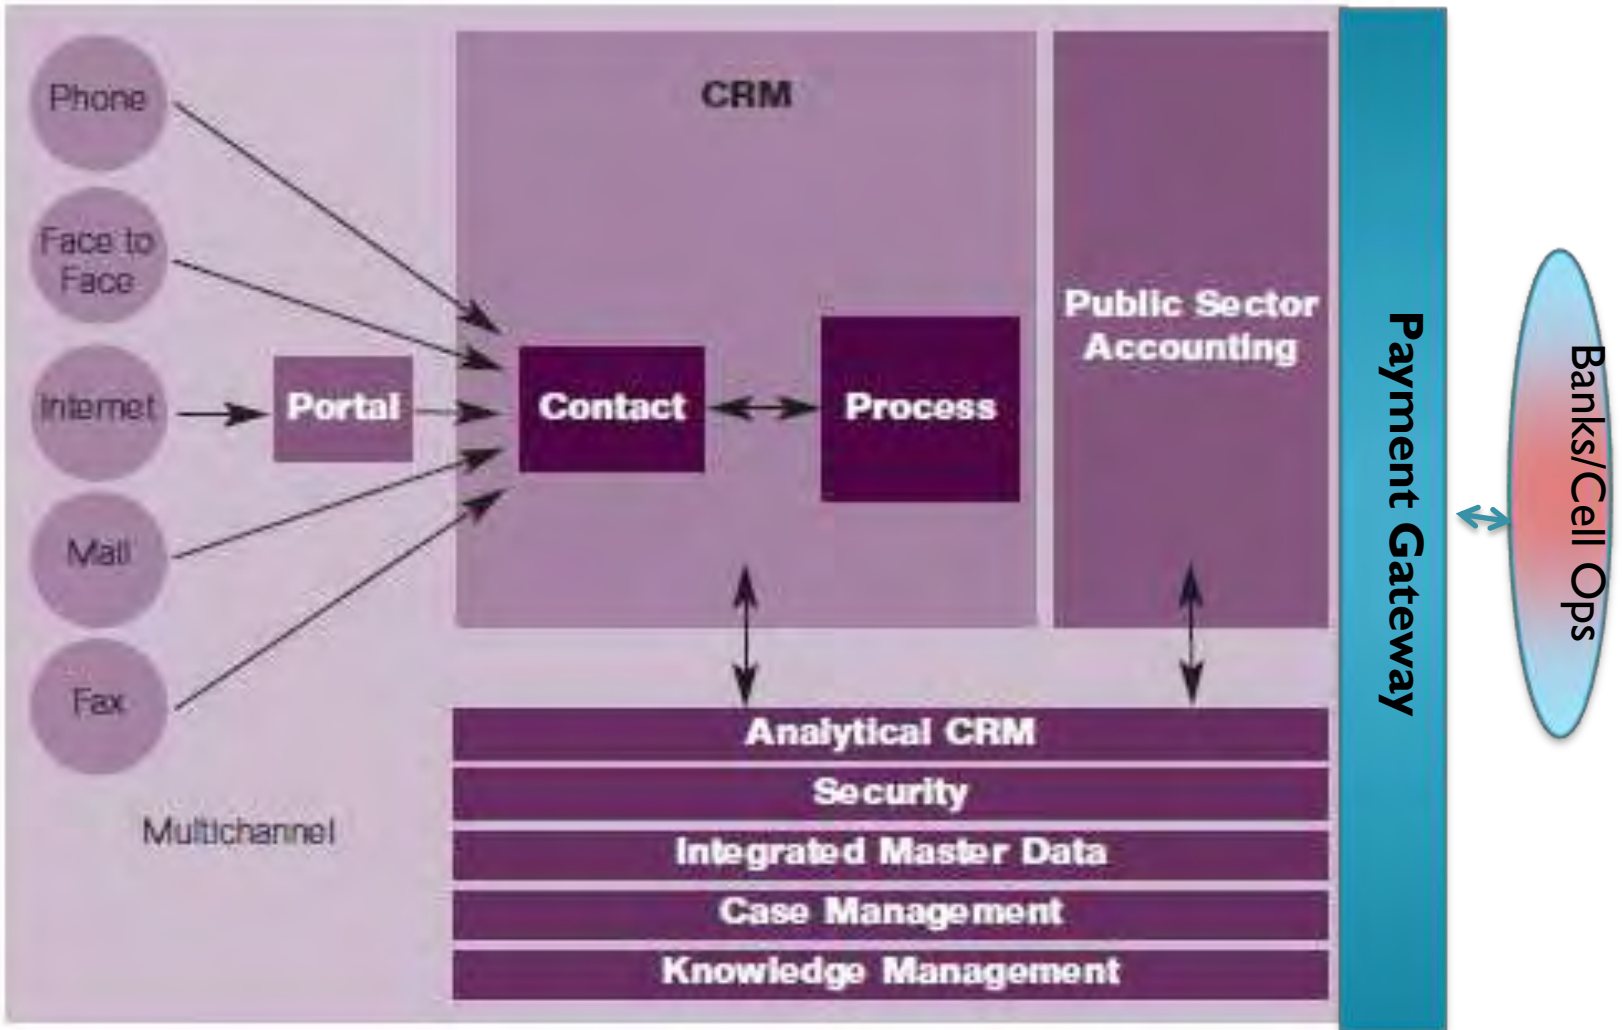 Phone
Face to
Face
Internet
Mail
Fax
Multichannel
Portal
CRM
Contact
Process
Public Sector
Accounting
Analytical CRM
Security
Integrated Master Data
Case Management
Knowledge Management
Payment Gateway
Banks/Cell Ops